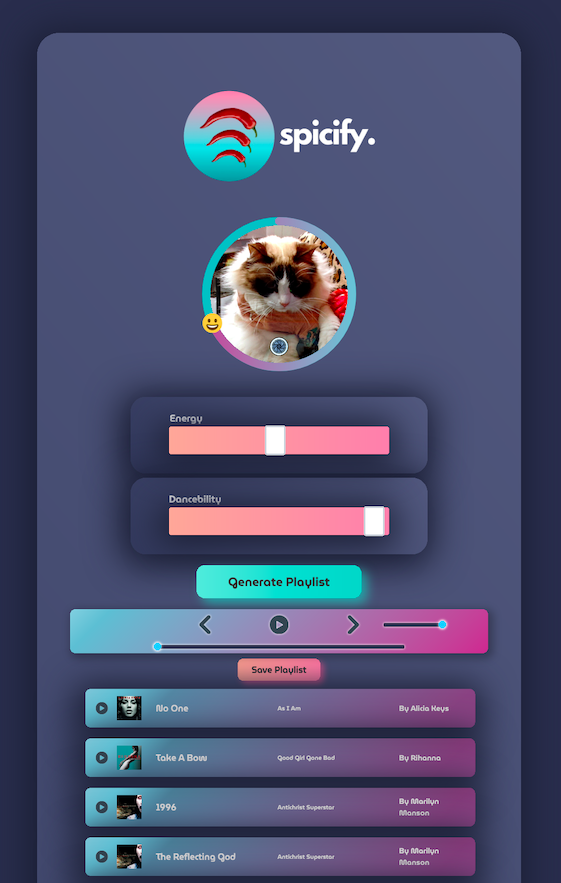 spicify.
Energy
Dancebility
Generate Playlist
Save Playlist
No One
As I Am
By Alicia Keys
Take A Bow
Good Girl Gone Bad
By Rihanna
1996
Antichrist Superstar
By Marilyn
Manson
The Reflecting God
Antichrist Superstar
By Marilyn
Manson